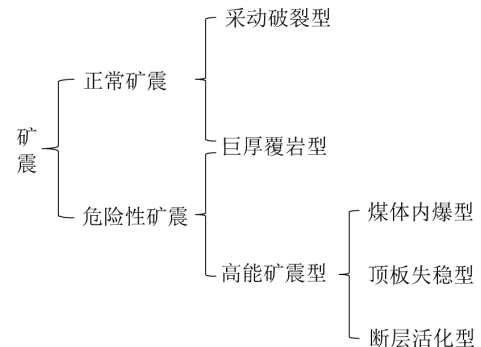 采动破裂型
正常矿震
矿震
巨厚覆岩型
危险性矿震
煤体内爆型
高能矿震型
顶板失稳型
断层活化型